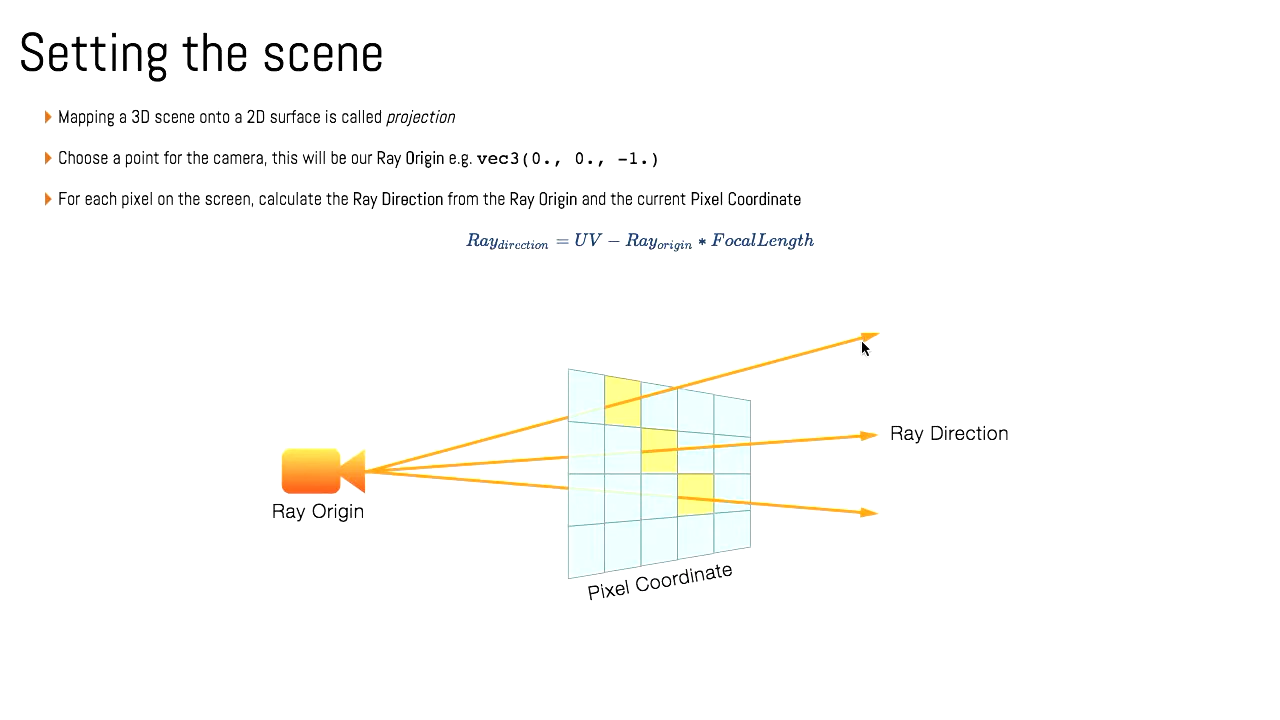 Setting the scene
Mapping a 3D scene onto a 2D surface is called projection
Choose a point for the camera, this will be our Ray Origin e.g. vec3(0., 0., -1.)
For each pixel on the screen, calculate the Ray Direction from the Ray Origin and the current Pixel Coordinate
Ray_direction = UV − Ray_origin ∗ FocalLength
Ray Direction
Ray Origin
Pixel Coordinate